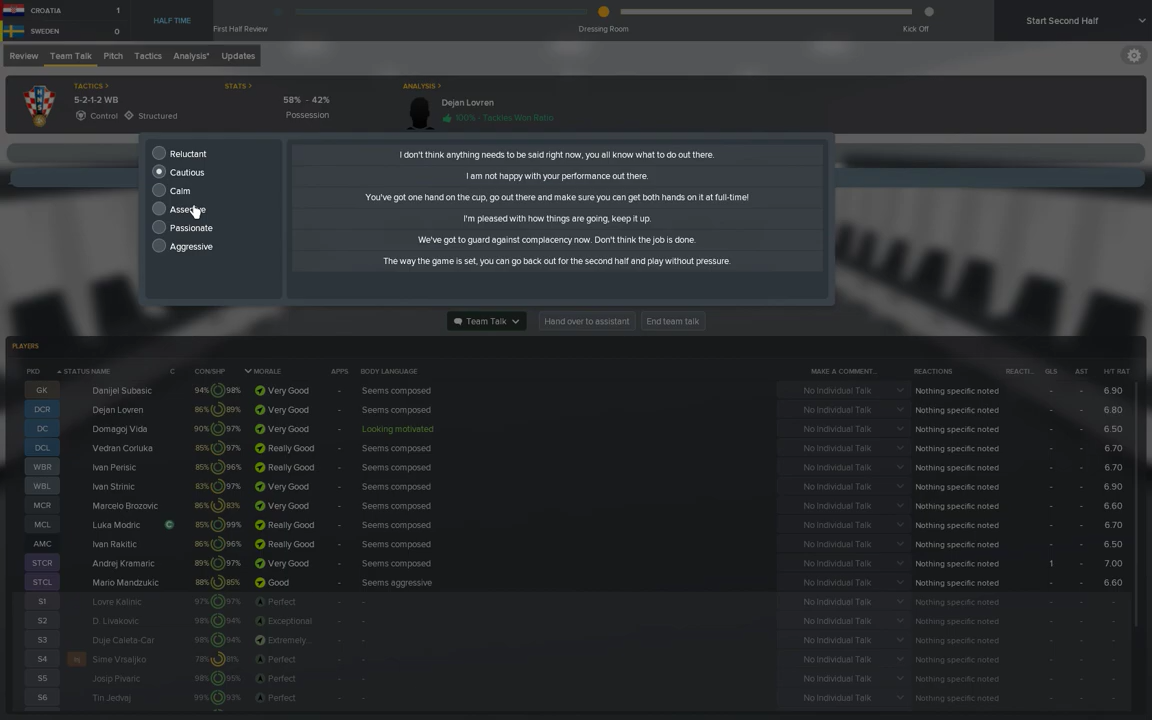 CROATIA 1
SWEDEN 0
HALF TIME
First Half Review
Dressing Room
Kick Off
Start Second Half
Review Team Talk Pitch Tactics Analysis* Updates
TACTICS >
5-2-1-2 WB
Control Structured
STATS >
58% - 42%
Possession
ANALYSIS >
Dejan Lovren
100% - Tackles Won Ratio
Reluctant
Cautious
Calm
Passionate
Aggressive
I don't think anything needs to be said right now, you all know what to do out there.
I am not happy with your performance out there.
You've got one hand on the cup, go out there and make sure you can get both hands on it at full-time!
I'm pleased with how things are going, keep it up.
We've got to guard against complacency now. Don't think the job is done.
The way the game is set, you can go back out for the second half and play without pressure.
Team Talk Hand over to assistant End team talk
PLAYERS
PKD STATUS NAME C CON/SHP MORALE APPS BODY LANGUAGE MAKE A COMMENT... REACTIONS REACTI... GLS AST H/T RAT
GK Danijel Subasic 94% 98% Very Good - Seems composed No Individual Talk Nothing specific noted - - 6.90
DCR Dejan Lovren 86% 89% Very Good - Seems composed No Individual Talk Nothing specific noted - - 6.80
DC Domagoj Vida 90% 97% Very Good - Looking motivated No Individual Talk Nothing specific noted - - 6.50
DCL Vedran Corluka 85% 97% Really Good - Seems composed No Individual Talk Nothing specific noted - - 6.70
WBR Ivan Perisic 85% 96% Really Good - Seems composed No Individual Talk Nothing specific noted - - 6.70
WBL Ivan Strinic 83% 97% Very Good - Seems composed No Individual Talk Nothing specific noted - - 6.90
MCR Marcelo Brozovic 86% 83% Very Good - Seems composed No Individual Talk Nothing specific noted - - 6.60
MCL Luka Modric C 85% 99% Really Good - Seems composed No Individual Talk Nothing specific noted - - 6.70
AMC Ivan Rakitic 86% 96% Really Good - Seems composed No Individual Talk Nothing specific noted - - 6.50
STCR Andrej Kramaric 89% 97% Very Good - Seems composed No Individual Talk Nothing specific noted 1 - 7.00
STCL Mario Mandzukic 88% 85% Good - Seems aggressive No Individual Talk Nothing specific noted - - 6.60
S1 Lovre Kalinic 97% 97% Perfect - - No Individual Talk Nothing specific noted - - -
S2 D. Livakovic 98% 94% Exceptional - - No Individual Talk Nothing specific noted - - -
S3 Duje Caleta-Car 98% 94% Extremely... - - No Individual Talk Nothing specific noted - - -
S4 Inj Sime Vrsaljko 78% 81% Perfect - - No Individual Talk Nothing specific noted - - -
S5 Josip Pivaric 98% 95% Perfect - - No Individual Talk Nothing specific noted - - -
S6 Tin Jedvaj 99% 93% Perfect - - No Individual Talk Nothing specific noted - - -